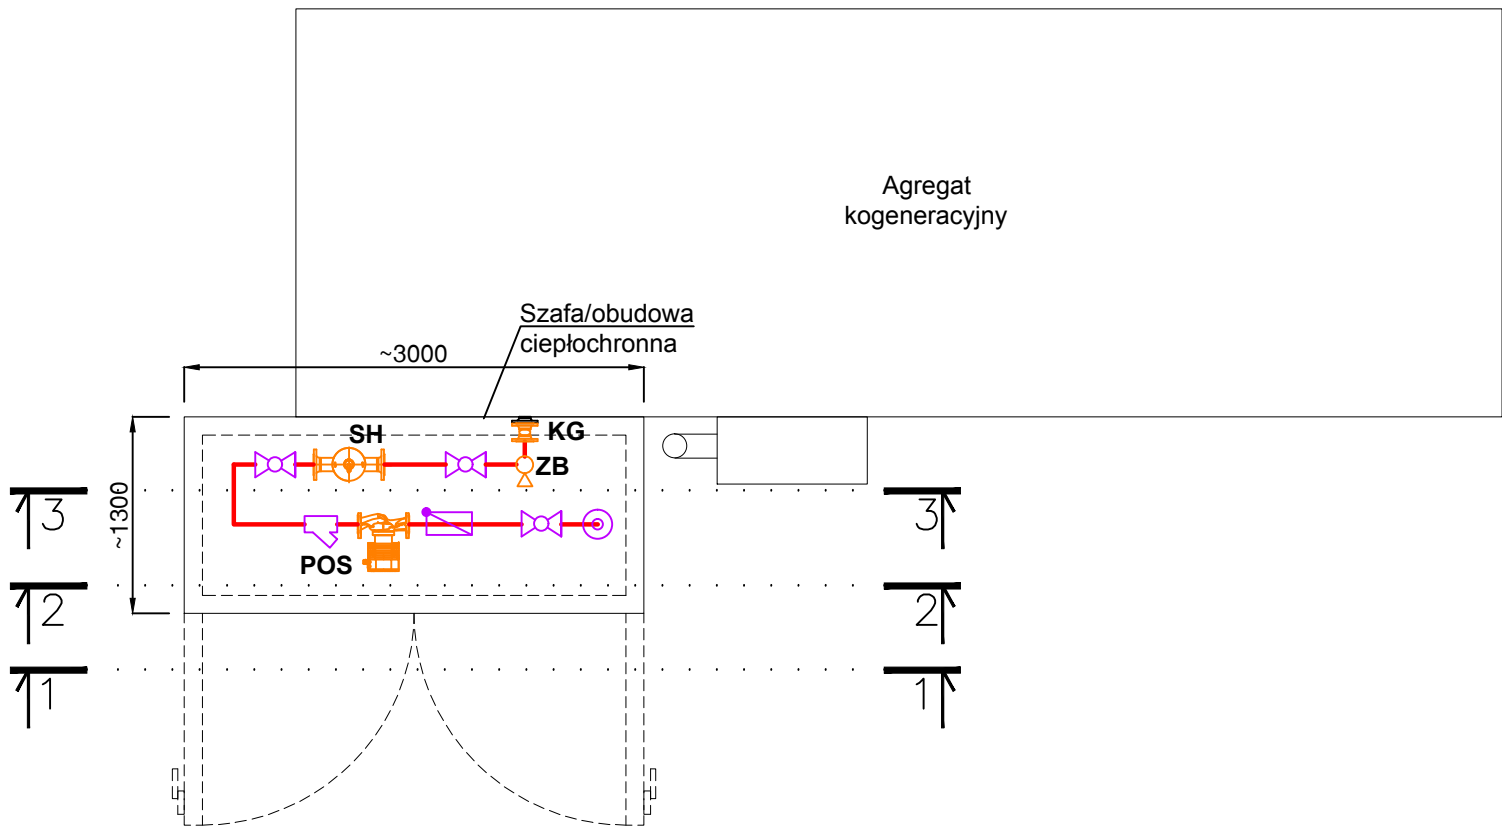 Agregat
kogeneracyjny
Szafa/obudowa
ciepłochronna
~3000
~1300
SH
KG
ZB
POS
3
3
2
2
1
1